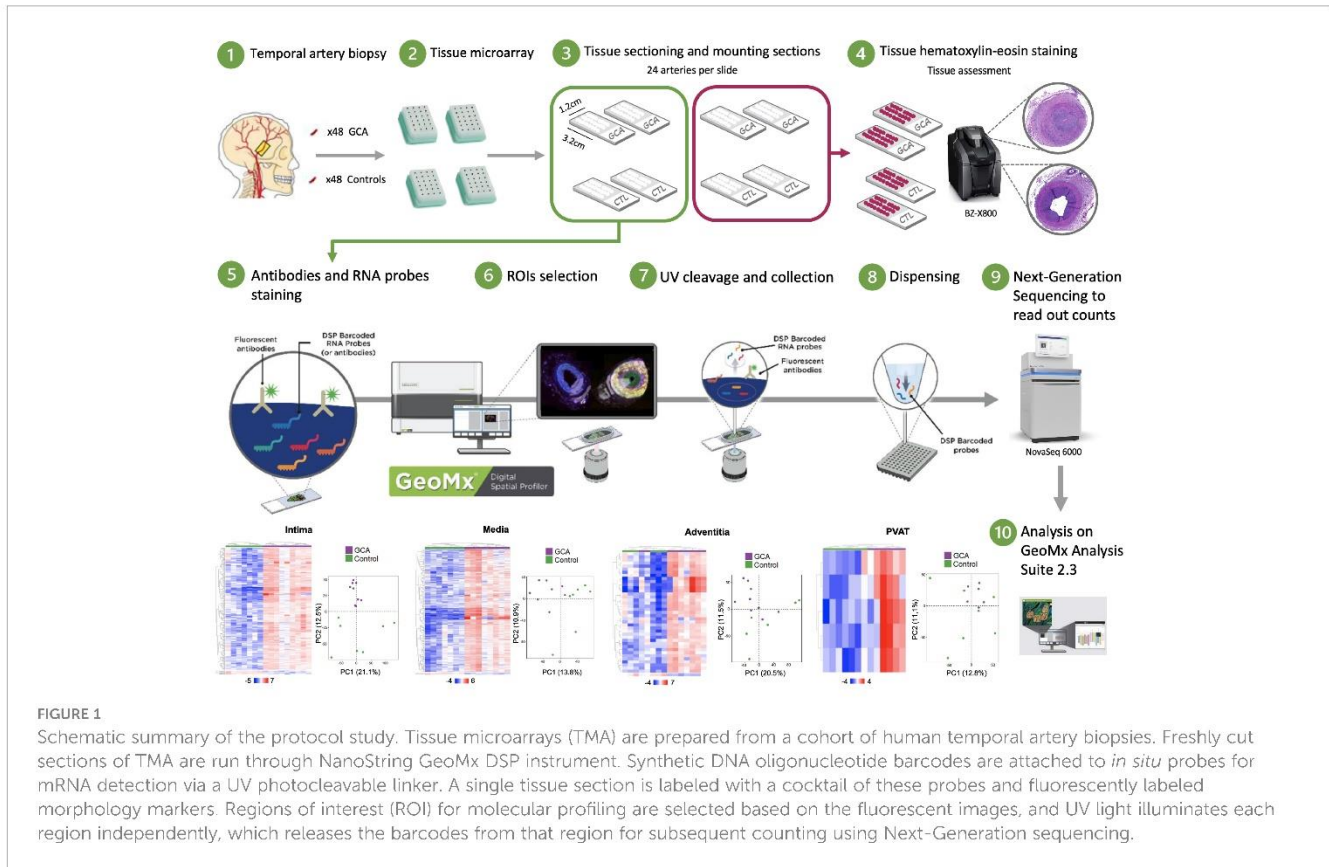 1 Temporal artery biopsy
2 Tissue microarray
3 Tissue sectioning and mounting sections
24 arteries per slide
4 Tissue hematoxylin-eosin staining
Tissue assessment
x48 GCA
x48 Controls
1.2cm
3.2cm
GCA
GCA
CTL
CTL
GCA
GCA
CTL
CTL
GCA
GCA
CTL
CTL
BZ-X800
5 Antibodies and RNA probes
staining
6 ROIs selection
7 UV cleavage and collection
8 Dispensing
9 Next-Generation
Sequencing to
read out counts
Fluorescent
antibodies
DSP Barcoded
RNA Probes
(or antibodies)
DSP Barcoded
RNA probes
Fluorescent
antibodies
DSP Barcoded
probes
NovaSeq 6000
GeoMx® Digital
Spatial Profiler
10 Analysis on
GeoMx Analysis
Suite 2.3
Intima
GCA
Control
PC2 (12.5%)
PC1 (21.1%)
-5 7
Media
GCA
Control
PC2 (10.9%)
PC1 (13.8%)
-4 6
Adventitia
GCA
Control
PC2 (11.5%)
PC1 (20.5%)
-4 7
PVAT
GCA
Control
PC2 (11.1%)
PC1 (12.8%)
-4 4
FIGURE 1
Schematic summary of the protocol study. Tissue microarrays (TMA) are prepared from a cohort of human temporal artery biopsies. Freshly cut
sections of TMA are run through NanoString GeoMx DSP instrument. Synthetic DNA oligonucleotide barcodes are attached to in situ probes for
mRNA detection via a UV photocleavable linker. A single tissue section is labeled with a cocktail of these probes and fluorescently labeled
morphology markers. Regions of interest (ROI) for molecular profiling are selected based on the fluorescent images, and UV light illuminates each
region independently, which releases the barcodes from that region for subsequent counting using Next-Generation sequencing.